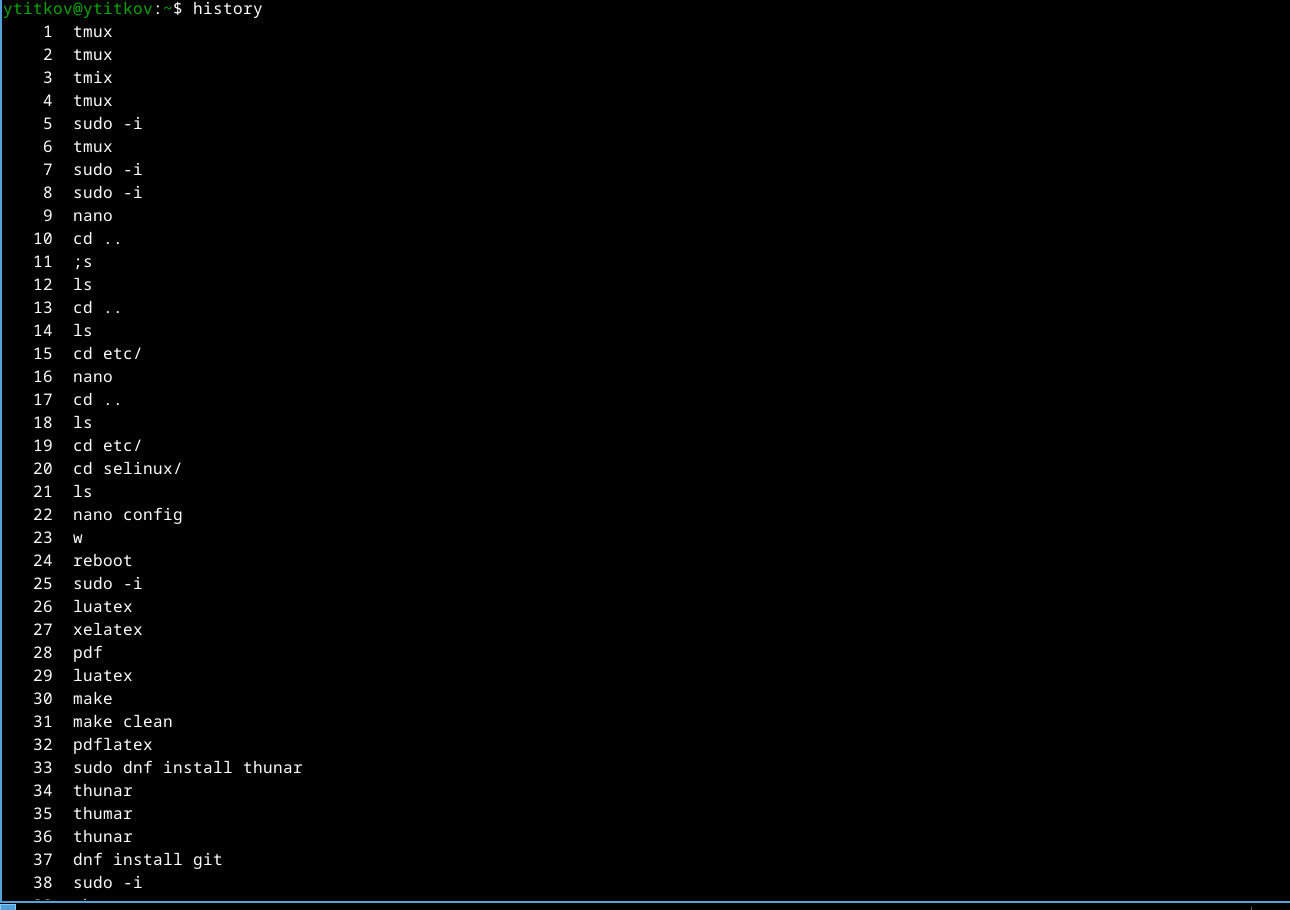 ytitkov@ytitkov:~$ history
1 tmux
2 tmux
3 tmix
4 tmux
5 sudo -i
6 tmux
7 sudo -i
8 sudo -i
9 nano
10 cd ..
11 ;s
12 ls
13 cd ..
14 ls
15 cd etc/
16 nano
17 cd ..
18 ls
19 cd etc/
20 cd selinux/
21 ls
22 nano config
23 w
24 reboot
25 sudo -i
26 luatex
27 xelatex
28 pdf
29 luatex
30 make
31 make clean
32 pdflatex
33 sudo dnf install thunar
34 thunar
35 thumar
36 thunar
37 dnf install git
38 sudo -i